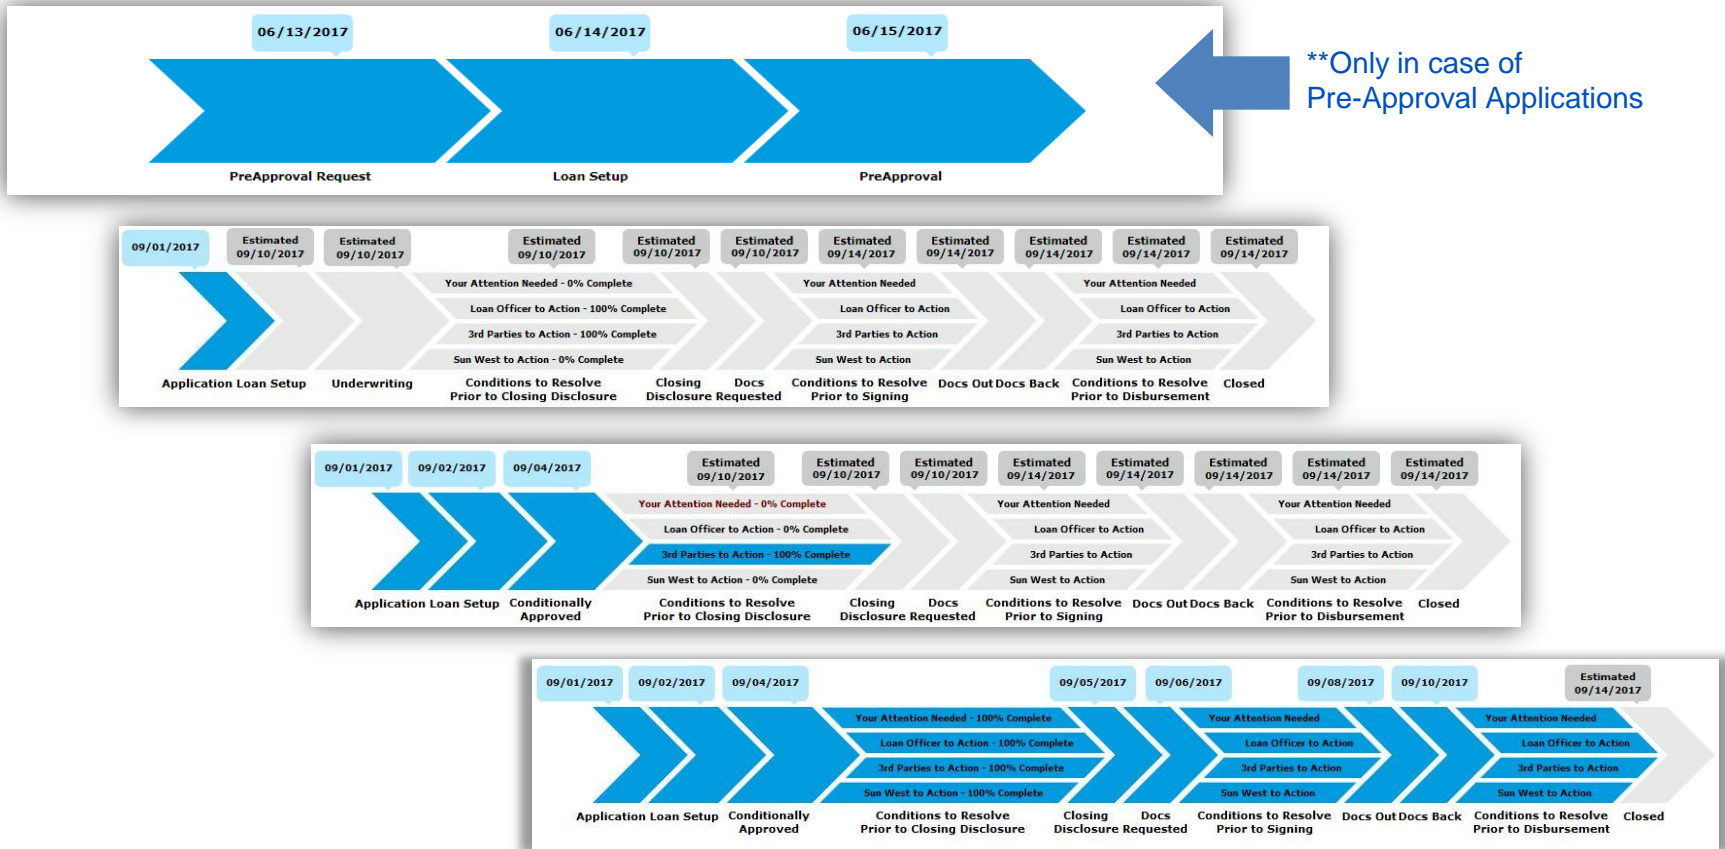 06/13/2017 06/14/2017 06/15/2017
**Only in case of
Pre-Approval Applications
PreApproval Request Loan Setup PreApproval
09/01/2017 Estimated 09/10/2017 Estimated 09/10/2017 Estimated 09/10/2017 Estimated 09/10/2017 Estimated 09/10/2017 Estimated 09/14/2017 Estimated 09/14/2017 Estimated 09/14/2017 Estimated 09/14/2017 Estimated 09/14/2017
Your Attention Needed - 0% Complete Your Attention Needed Your Attention Needed
Loan Officer to Action - 100% Complete Loan Officer to Action Loan Officer to Action
3rd Parties to Action - 100% Complete 3rd Parties to Action 3rd Parties to Action
Sun West to Action - 0% Complete Sun West to Action Sun West to Action
Application Loan Setup Underwriting Conditions to Resolve Closing Docs Conditions to Resolve Docs Out Docs Back Conditions to Resolve Closed
Prior to Closing Disclosure Disclosure Requested Prior to Signing Prior to Disbursement
09/01/2017 09/02/2017 09/04/2017 Estimated 09/10/2017 Estimated 09/10/2017 Estimated 09/10/2017 Estimated 09/14/2017 Estimated 09/14/2017 Estimated 09/14/2017 Estimated 09/14/2017 Estimated 09/14/2017
Your Attention Needed - 0% Complete Your Attention Needed Your Attention Needed
Loan Officer to Action - 0% Complete Loan Officer to Action Loan Officer to Action
3rd Parties to Action - 100% Complete 3rd Parties to Action 3rd Parties to Action
Sun West to Action - 0% Complete Sun West to Action Sun West to Action
Application Loan Setup Conditionally Conditions to Resolve Closing Docs Conditions to Resolve Docs Out Docs Back Conditions to Resolve Closed
Approved Prior to Closing Disclosure Disclosure Requested Prior to Signing Prior to Disbursement
09/01/2017 09/02/2017 09/04/2017 09/05/2017 09/06/2017 09/08/2017 09/10/2017 Estimated 09/14/2017
Your Attention Needed - 100% Complete Your Attention Needed Your Attention Needed
Loan Officer to Action - 100% Complete Loan Officer to Action Loan Officer to Action
3rd Parties to Action - 100% Complete 3rd Parties to Action 3rd Parties to Action
Sun West to Action - 100% Complete Sun West to Action Sun West to Action
Application Loan Setup Conditionally Conditions to Resolve Closing Docs Conditions to Resolve Docs Out Docs Back Conditions to Resolve Closed
Approved Prior to Closing Disclosure Disclosure Requested Prior to Signing Prior to Disbursement